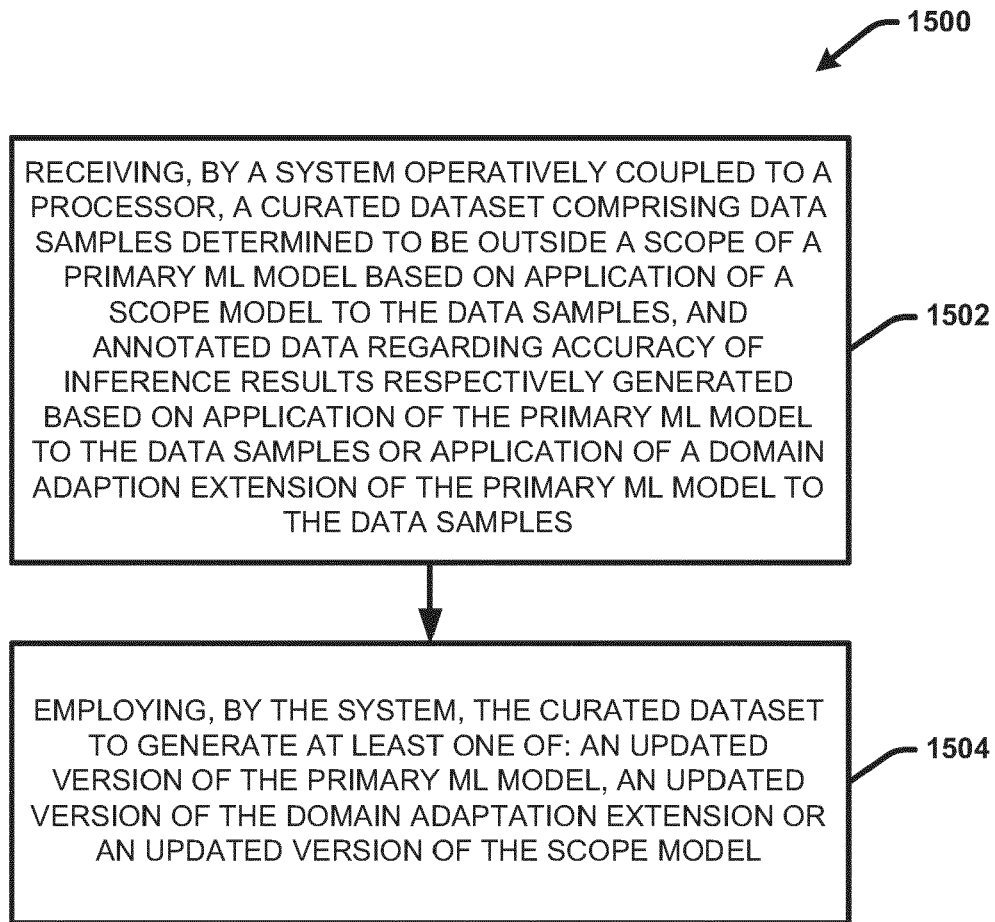 1500
RECEIVING, BY A SYSTEM OPERATIVELY COUPLED TO A
PROCESSOR, A CURATED DATASET COMPRISING DATA
SAMPLES DETERMINED TO BE OUTSIDE A SCOPE OF A
PRIMARY ML MODEL BASED ON APPLICATION OF A
SCOPE MODEL TO THE DATA SAMPLES, AND
ANNOTATED DATA REGARDING ACCURACY OF
INFERENCE RESULTS RESPECTIVELY GENERATED
BASED ON APPLICATION OF THE PRIMARY ML MODEL
TO THE DATA SAMPLES OR APPLICATION OF A DOMAIN
ADAPTION EXTENSION OF THE PRIMARY ML MODEL TO
THE DATA SAMPLES
1502
EMPLOYING, BY THE SYSTEM, THE CURATED DATASET
TO GENERATE AT LEAST ONE OF: AN UPDATED
VERSION OF THE PRIMARY ML MODEL, AN UPDATED
VERSION OF THE DOMAIN ADAPTATION EXTENSION OR
AN UPDATED VERSION OF THE SCOPE MODEL
1504